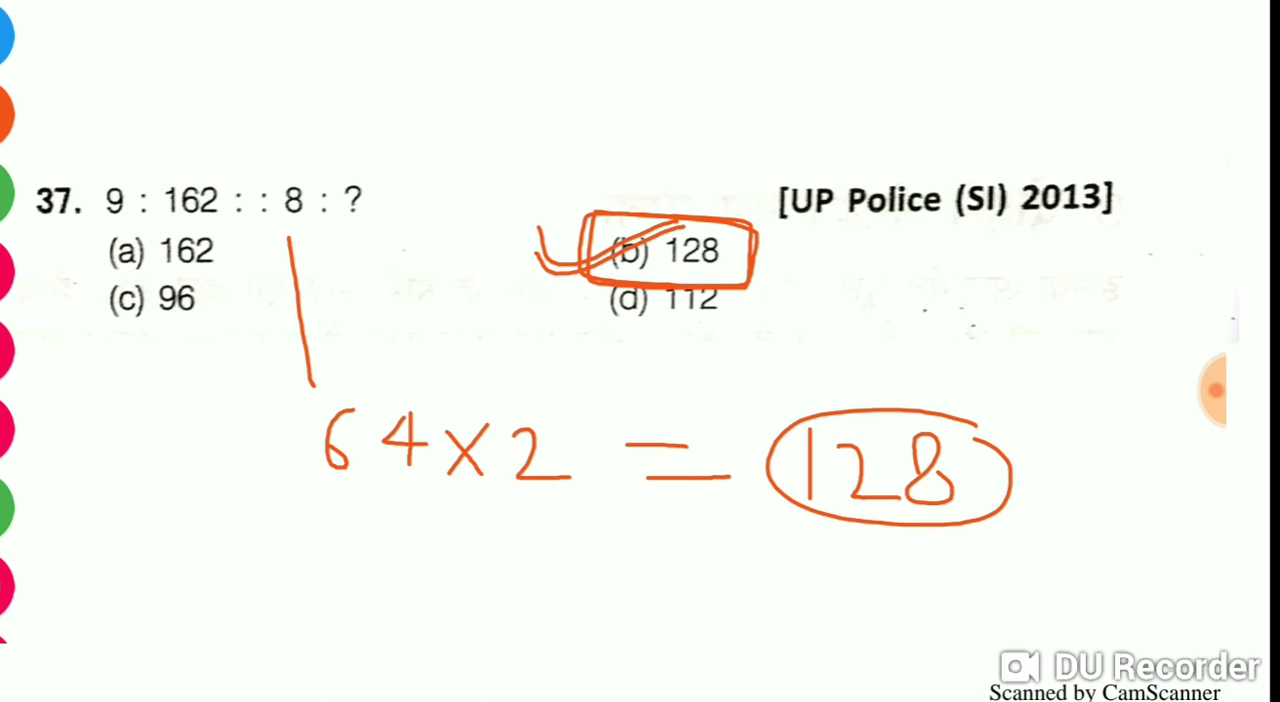 37. 9 : 162 : : 8 : ? [UP Police (SI) 2013]
(a) 162 (b) 128
(c) 96 (d) 112
64 × 2 = 128
DU Recorder
Scanned by CamScanner